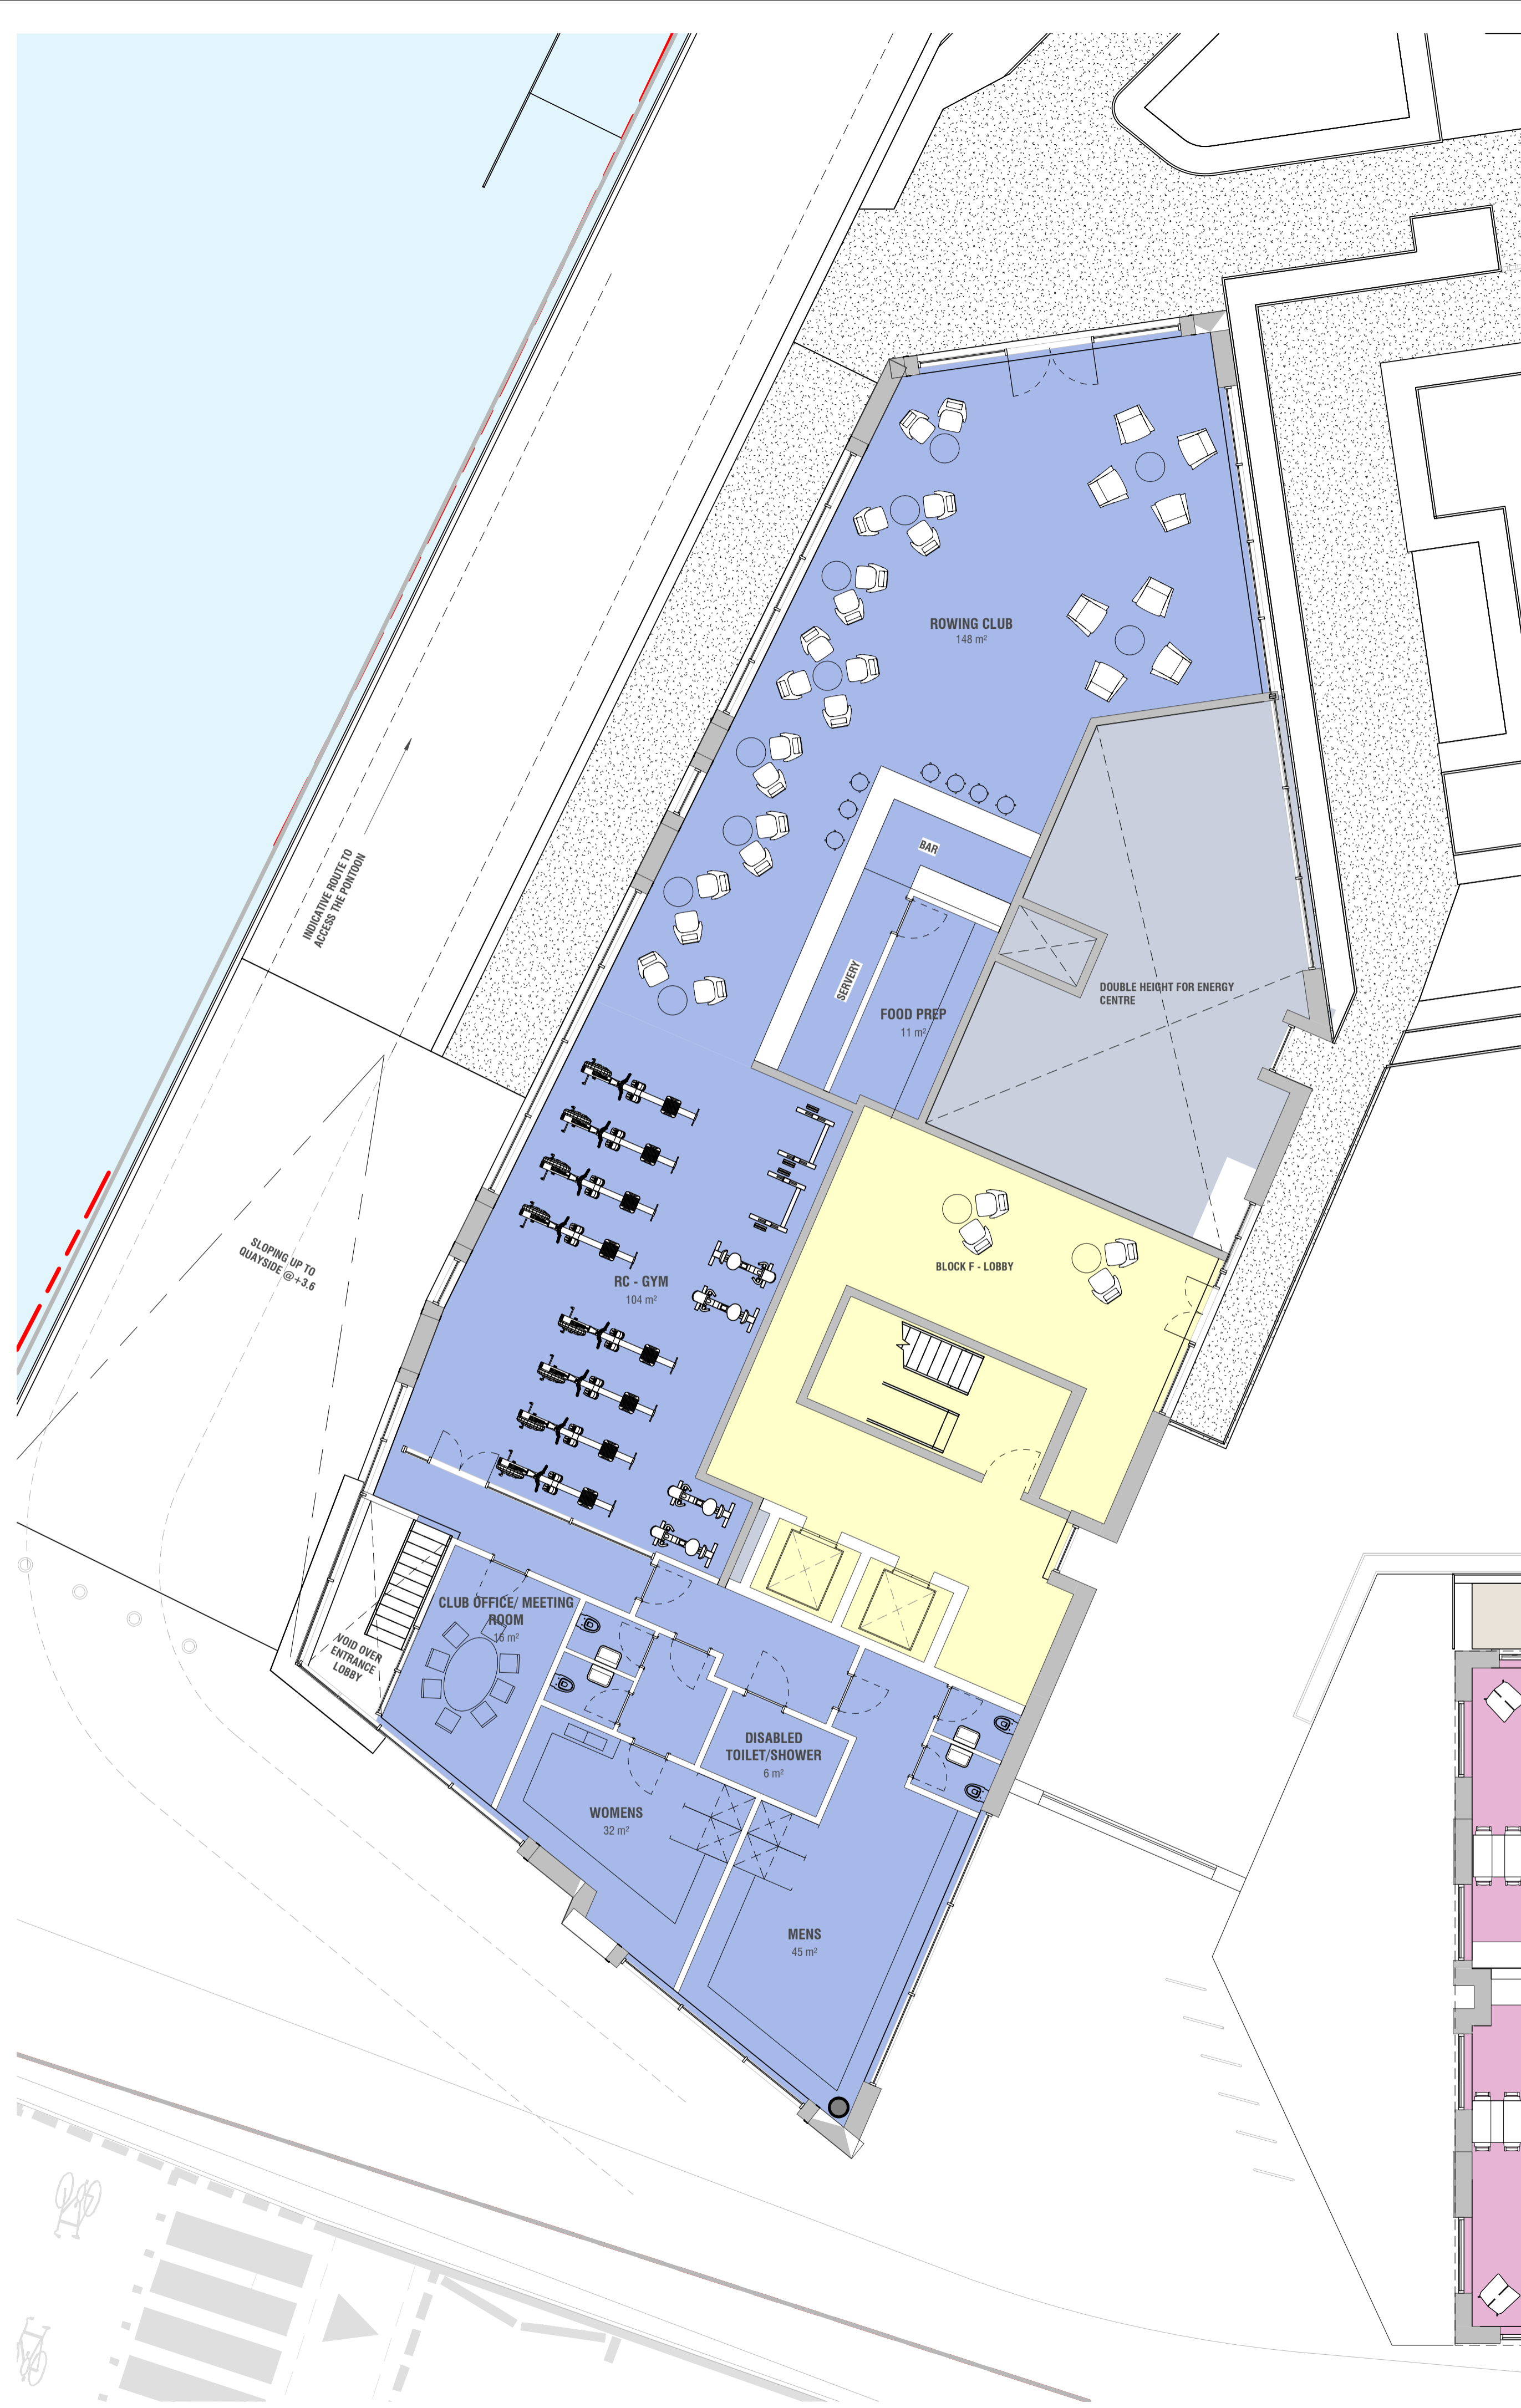 ROWING CLUB
148 m²
BAR
INDICATIVE ROUTE TO
ACCESS THE PONTOON
SERVERY
DOUBLE HEIGHT FOR ENERGY
CENTRE
FOOD PREP
11 m²
SLOPING UP TO
QUAYSIDE @+3.6
BLOCK F - LOBBY
RC - GYM
104 m²
CLUB OFFICE/ MEETING
ROOM
16 m²
VOID OVER
ENTRANCE
LOBBY
DISABLED
TOILET/SHOWER
6 m²
WOMENS
32 m²
MENS
45 m²